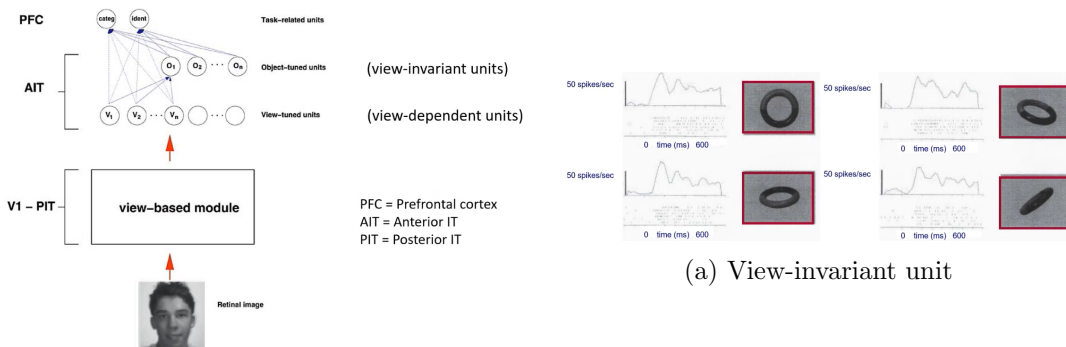 PFC
categ
ident
Task-related units
AIT
O1
O2
···
On
Object-tuned units
(view-invariant units)
V1
V2
···
Vn
···
View-tuned units
(view-dependent units)
V1 – PIT
view-based module
PFC = Prefrontal cortex
AIT = Anterior IT
PIT = Posterior IT
Retinal image
50 spikes/sec
0 time (ms) 600
50 spikes/sec
0 time (ms) 600
50 spikes/sec
0 time (ms) 600
50 spikes/sec
0 time (ms) 600
(a) View-invariant unit